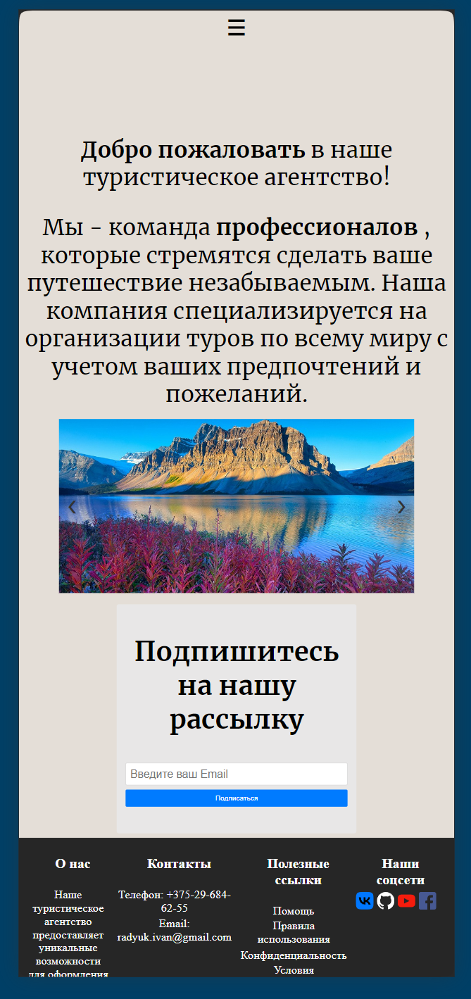 Добро пожаловать в наше
туристическое агентство!
Мы - команда профессионалов ,
которые стремятся сделать ваше
путешествие незабываемым. Наша
компания специализируется на
организации туров по всему миру с
учетом ваших предпочтений и
пожеланий.
Подпишитесь
на нашу
рассылку
Введите ваш Email
Подписаться
О нас
Наше
туристическое
агентство
предоставляет
уникальные
возможности
для оформления
Контакты
Телефон: +375-29-684-
62-55
Email:
radyuk.ivan@gmail.com
Полезные
ссылки
Помощь
Правила
использования
Конфиденциальность
Условия
Наши
соцсети